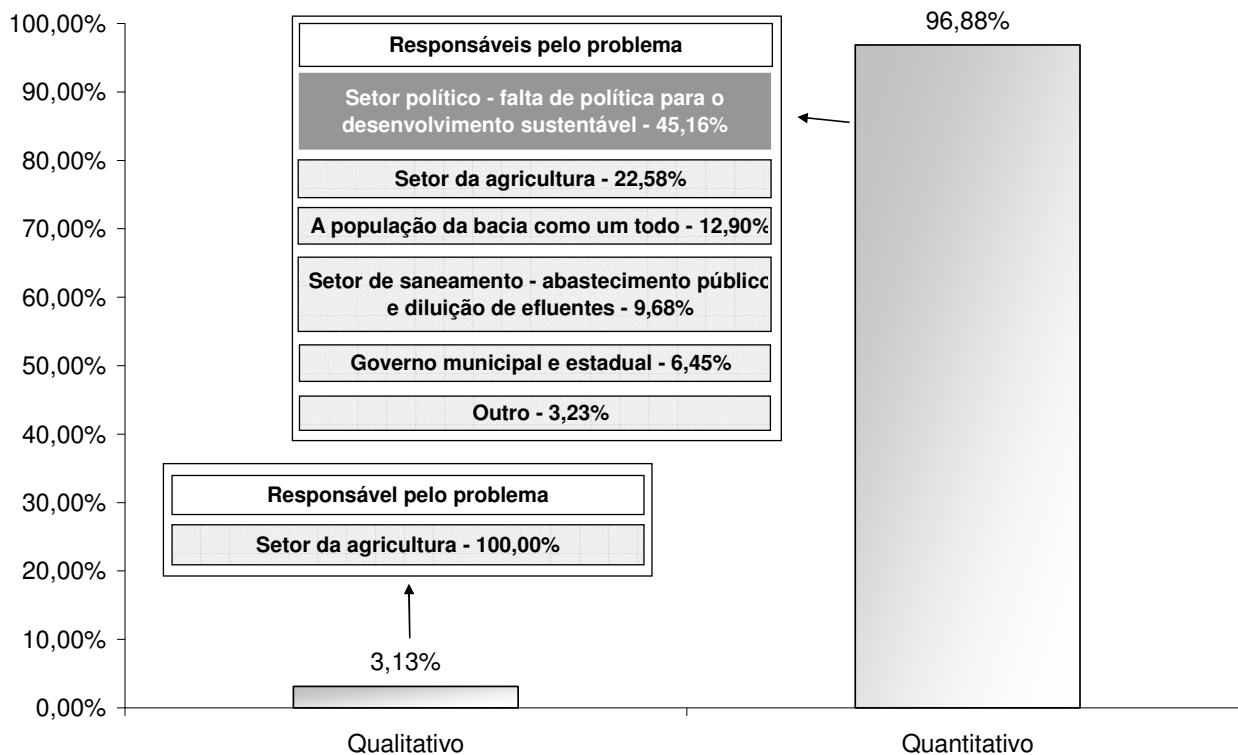 100,00%
90,00%
80,00%
70,00%
60,00%
50,00%
40,00%
30,00%
20,00%
10,00%
0,00%
Responsáveis pelo problema
Setor político - falta de política para o
desenvolvimento sustentável - 45,16%
Setor da agricultura - 22,58%
A população da bacia como um todo - 12,90%
Setor de saneamento - abastecimento público
e diluição de efluentes - 9,68%
Governo municipal e estadual - 6,45%
Outro - 3,23%
Responsável pelo problema
Setor da agricultura - 100,00%
3,13%
96,88%
Qualitativo
Quantitativo